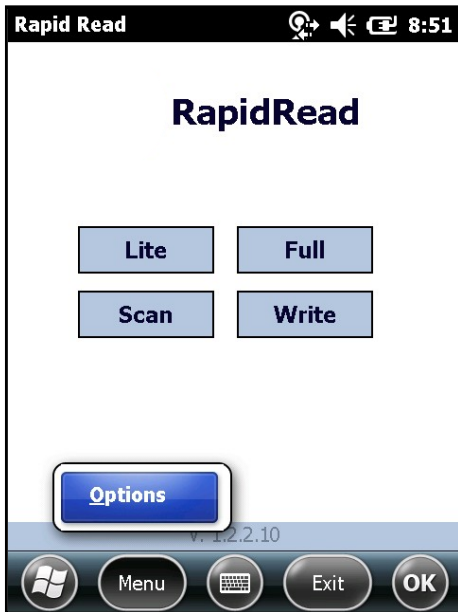 Rapid Read 8:51
RapidRead
Lite Full
Scan Write
Options
V. 1.2.2.10
Menu Exit OK